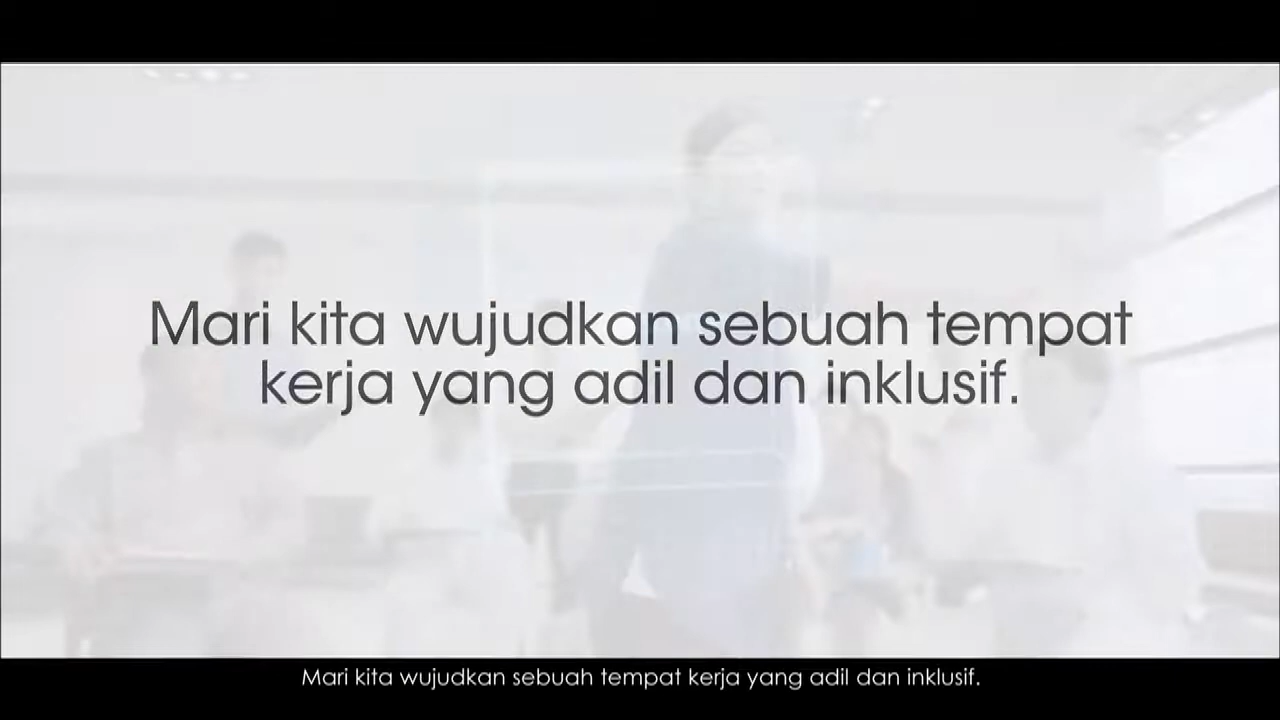 Mari kita wujudkan sebuah tempat
kerja yang adil dan inklusif.
Mari kita wujudkan sebuah tempat kerja yang adil dan inklusif.